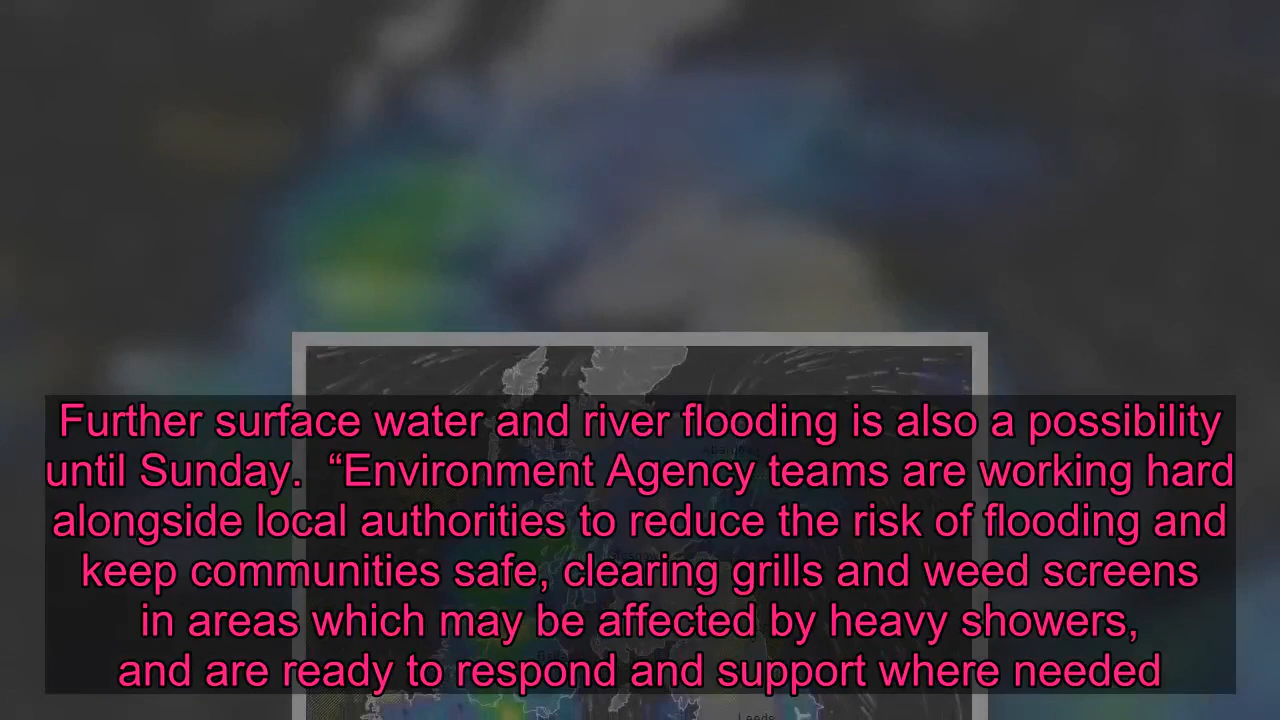 Further surface water and river flooding is also a possibility
until Sunday. “Environment Agency teams are working hard
alongside local authorities to reduce the risk of flooding and
keep communities safe, clearing grills and weed screens
in areas which may be affected by heavy showers,
and are ready to respond and support where needed
Leeds